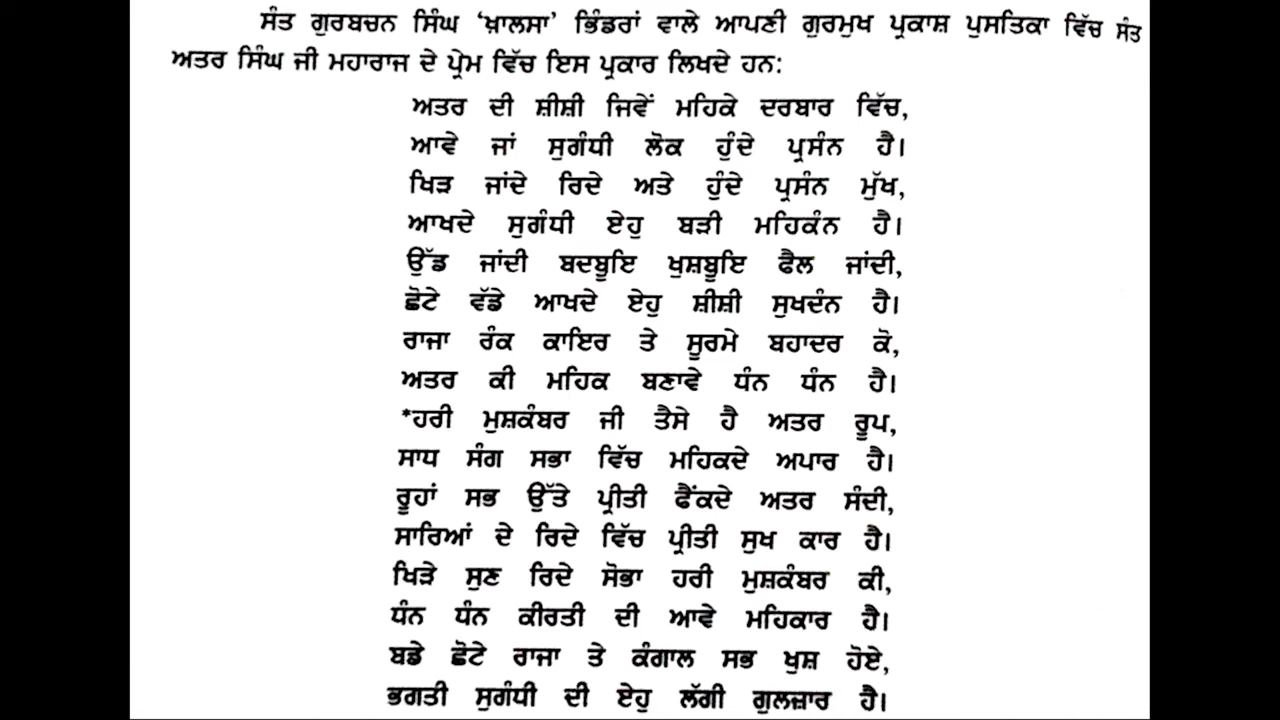 ਸੰਤ ਗੁਰਬਚਨ ਸਿੰਘ ‘ਖ਼ਾਲਸਾ’ ਭਿੰਡਰਾਂ ਵਾਲੇ ਆਪਣੀ ਗੁਰਮੁਖ ਪ੍ਰਕਾਸ਼ ਪੁਸਤਿਕਾ ਵਿੱਚ ਸੰਤ
ਅਤਰ ਸਿੰਘ ਜੀ ਮਹਾਰਾਜ ਦੇ ਪ੍ਰੇਮ ਵਿੱਚ ਇਸ ਪ੍ਰਕਾਰ ਲਿਖਦੇ ਹਨ:
ਅਤਰ ਦੀ ਸ਼ੀਸ਼ੀ ਜਿਵੇਂ ਮਹਿਕੇ ਦਰਬਾਰ ਵਿੱਚ,
ਆਵੇ ਜਾਂ ਸੁਗੰਧੀ ਲੋਕ ਹੁੰਦੇ ਪ੍ਰਸੰਨ ਹੈ।
ਖਿੜ ਜਾਂਦੇ ਰਿਦੇ ਅਤੇ ਹੁੰਦੇ ਪ੍ਰਸੰਨ ਮੁੱਖ,
ਆਖਦੇ ਸੁਗੰਧੀ ਏਹੁ ਬੜੀ ਮਹਿਕੰਨ ਹੈ।
ਉੱਡ ਜਾਂਦੀ ਬਦਬੂਇ ਖੁਸ਼ਬੂਇ ਫੈਲ ਜਾਂਦੀ,
ਛੋਟੇ ਵੱਡੇ ਆਖਦੇ ਏਹੁ ਸ਼ੀਸ਼ੀ ਸੁਖਦੰਨ ਹੈ।
ਰਾਜਾ ਰੰਕ ਕਾਇਰ ਤੇ ਸੂਰਮੇ ਬਹਾਦਰ ਕੋ,
ਅਤਰ ਕੀ ਮਹਿਕ ਬਣਾਵੇ ਧੰਨ ਧੰਨ ਹੈ।
*ਹਰੀ ਮੁਸ਼ਕੰਬਰ ਜੀ ਤੈਸੇ ਹੈ ਅਤਰ ਰੂਪ,
ਸਾਧ ਸੰਗ ਸਭਾ ਵਿੱਚ ਮਹਿਕਦੇ ਅਪਾਰ ਹੈ।
ਰੂਹਾਂ ਸਭ ਉੱਤੇ ਪ੍ਰੀਤੀ ਫੈਂਕਦੇ ਅਤਰ ਸੰਦੀ,
ਸਾਰਿਆਂ ਦੇ ਰਿਦੇ ਵਿੱਚ ਪ੍ਰੀਤੀ ਸੁਖ ਕਾਰ ਹੈ।
ਖਿੜੇ ਸੁਣ ਰਿਦੇ ਸੋਭਾ ਹਰੀ ਮੁਸ਼ਕੰਬਰ ਕੀ,
ਧੰਨ ਧੰਨ ਕੀਰਤੀ ਦੀ ਆਵੇ ਮਹਿਕਾਰ ਹੈ।
ਬਡੇ ਛੋਟੇ ਰਾਜਾ ਤੇ ਕੰਗਾਲ ਸਭ ਖੁਸ਼ ਹੋਏ,
ਭਗਤੀ ਸੁਗੰਧੀ ਦੀ ਏਹੁ ਲੱਗੀ ਗੁਲਜ਼ਾਰ ਹੈ।